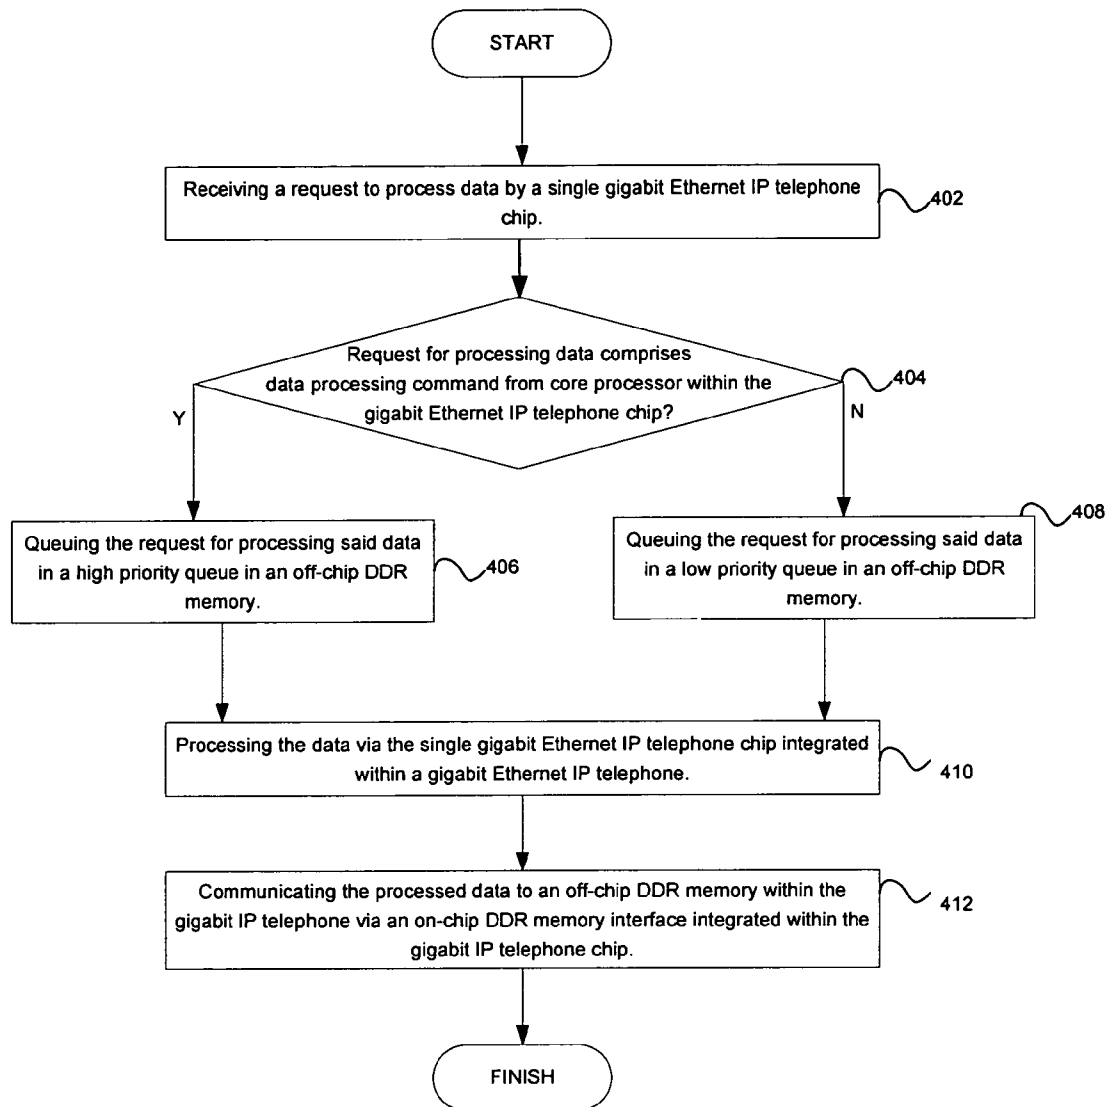 START
Receiving a request to process data by a single gigabit Ethernet IP telephone
chip.
402
Request for processing data comprises
data processing command from core processor within the
gigabit Ethernet IP telephone chip?
404
Y
N
Queuing the request for processing said data
in a high priority queue in an off-chip DDR
memory.
406
Queuing the request for processing said data
in a low priority queue in an off-chip DDR
memory.
408
Processing the data via the single gigabit Ethernet IP telephone chip integrated
within a gigabit Ethernet IP telephone.
410
Communicating the processed data to an off-chip DDR memory within the
gigabit IP telephone via an on-chip DDR memory interface integrated within the
gigabit IP telephone chip.
412
FINISH